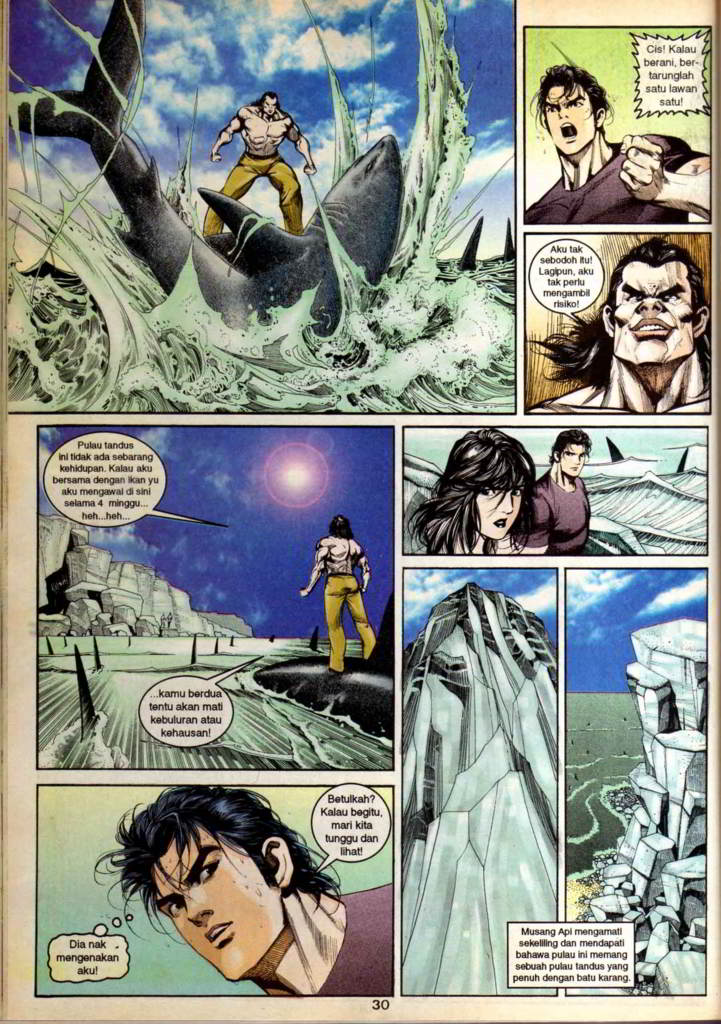 Cis! Kalau
berani, ber-
tarunglah
satu lawan
satu!
Aku tak
sebodoh itu!
Lagipun, aku
tak perlu
mengambil
risiko!
Pulau tandus
ini tidak ada sebarang
kehidupan. Kalau aku
bersama dengan ikan yu
aku mengawai di sini
selama 4 minggu...
heh...heh...
...kamu berdua
tentu akan mati
kebuluran atau
kehausan!
Musang Api mengamati
sekeliling dan mendapati
bahawa pulau ini memang
sebuah pulau tandus yang
penuh dengan batu karang.
Betulkah?
Kalau begitu,
mari kita
tunggu dan
lihat!
Dia nak
mengenakan
aku!
30